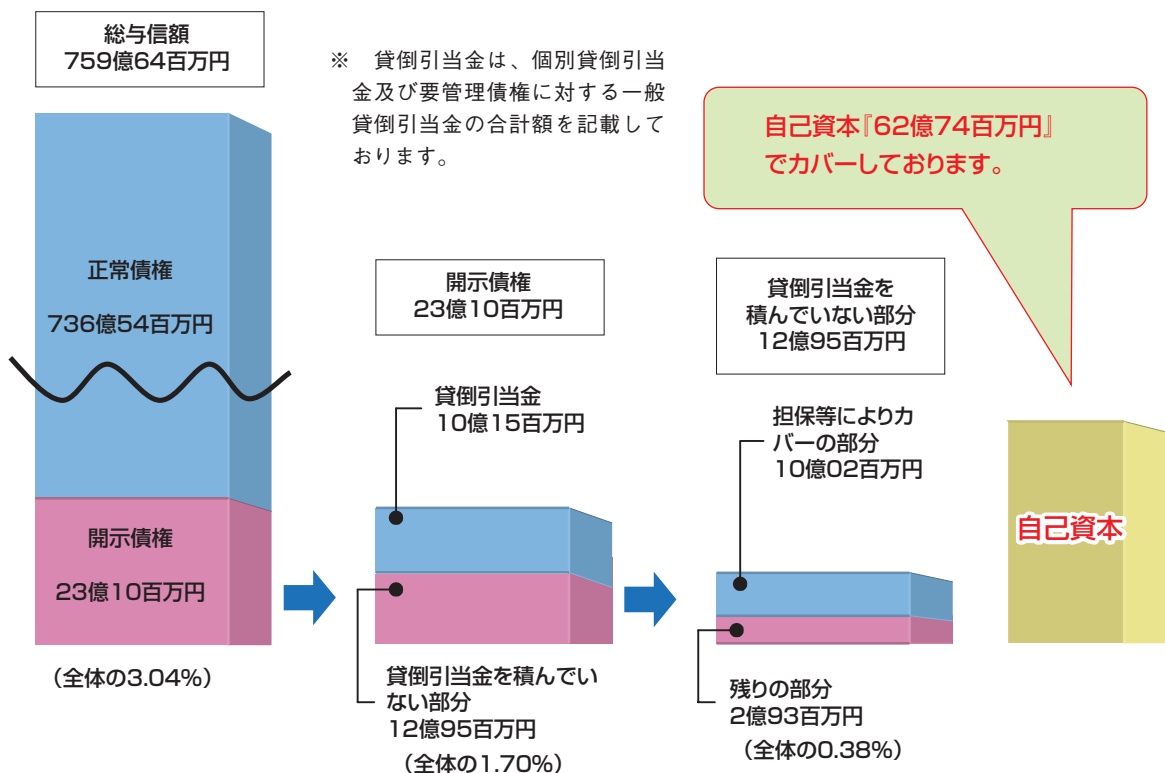 総与信額
759億64百万円
※　貸倒引当金は、個別貸倒引当
金及び要管理債権に対する一般
貸倒引当金の合計額を記載して
おります。
自己資本『62億74百万円』
でカバーしております。
正常債権
736億54百万円
開示債権
23億10百万円
（全体の3.04%）
開示債権
23億10百万円
貸倒引当金
10億15百万円
貸倒引当金を積んでい
ない部分
12億95百万円
（全体の1.70%）
貸倒引当金を
積んでいない部分
12億95百万円
担保等によりカ
バーの部分
10億02百万円
残りの部分
2億93百万円
（全体の0.38%）
自己資本